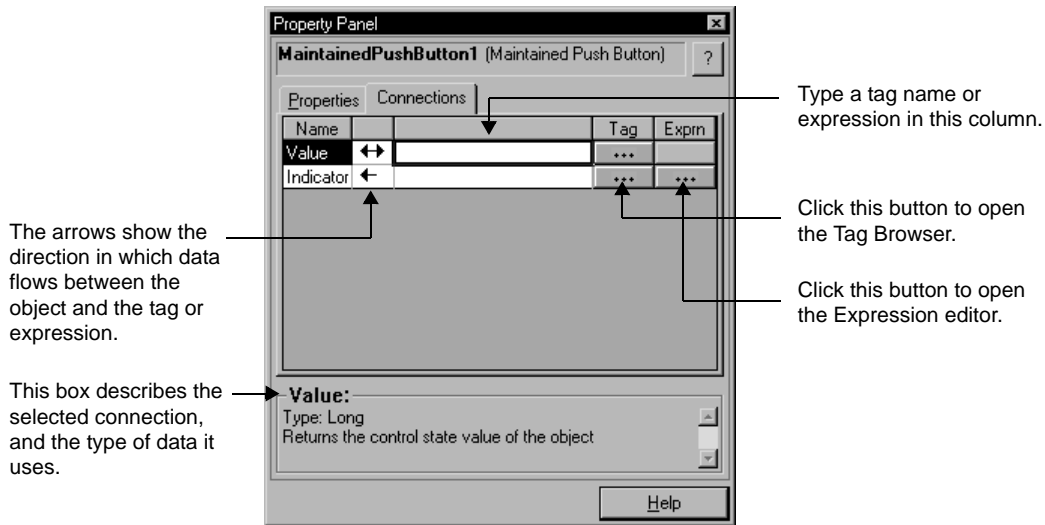 Property Panel
MaintainedPushButton1 (Maintained Push Button)
?
Properties Connections
Name Tag Exprn
Value ↔ ...
Indicator ← ... ...
Value:
Type: Long
Returns the control state value of the object
Help
The arrows show the
direction in which data
flows between the
object and the tag or
expression.
This box describes the
selected connection,
and the type of data it
uses.
Type a tag name or
expression in this column.
Click this button to open
the Tag Browser.
Click this button to open
the Expression editor.